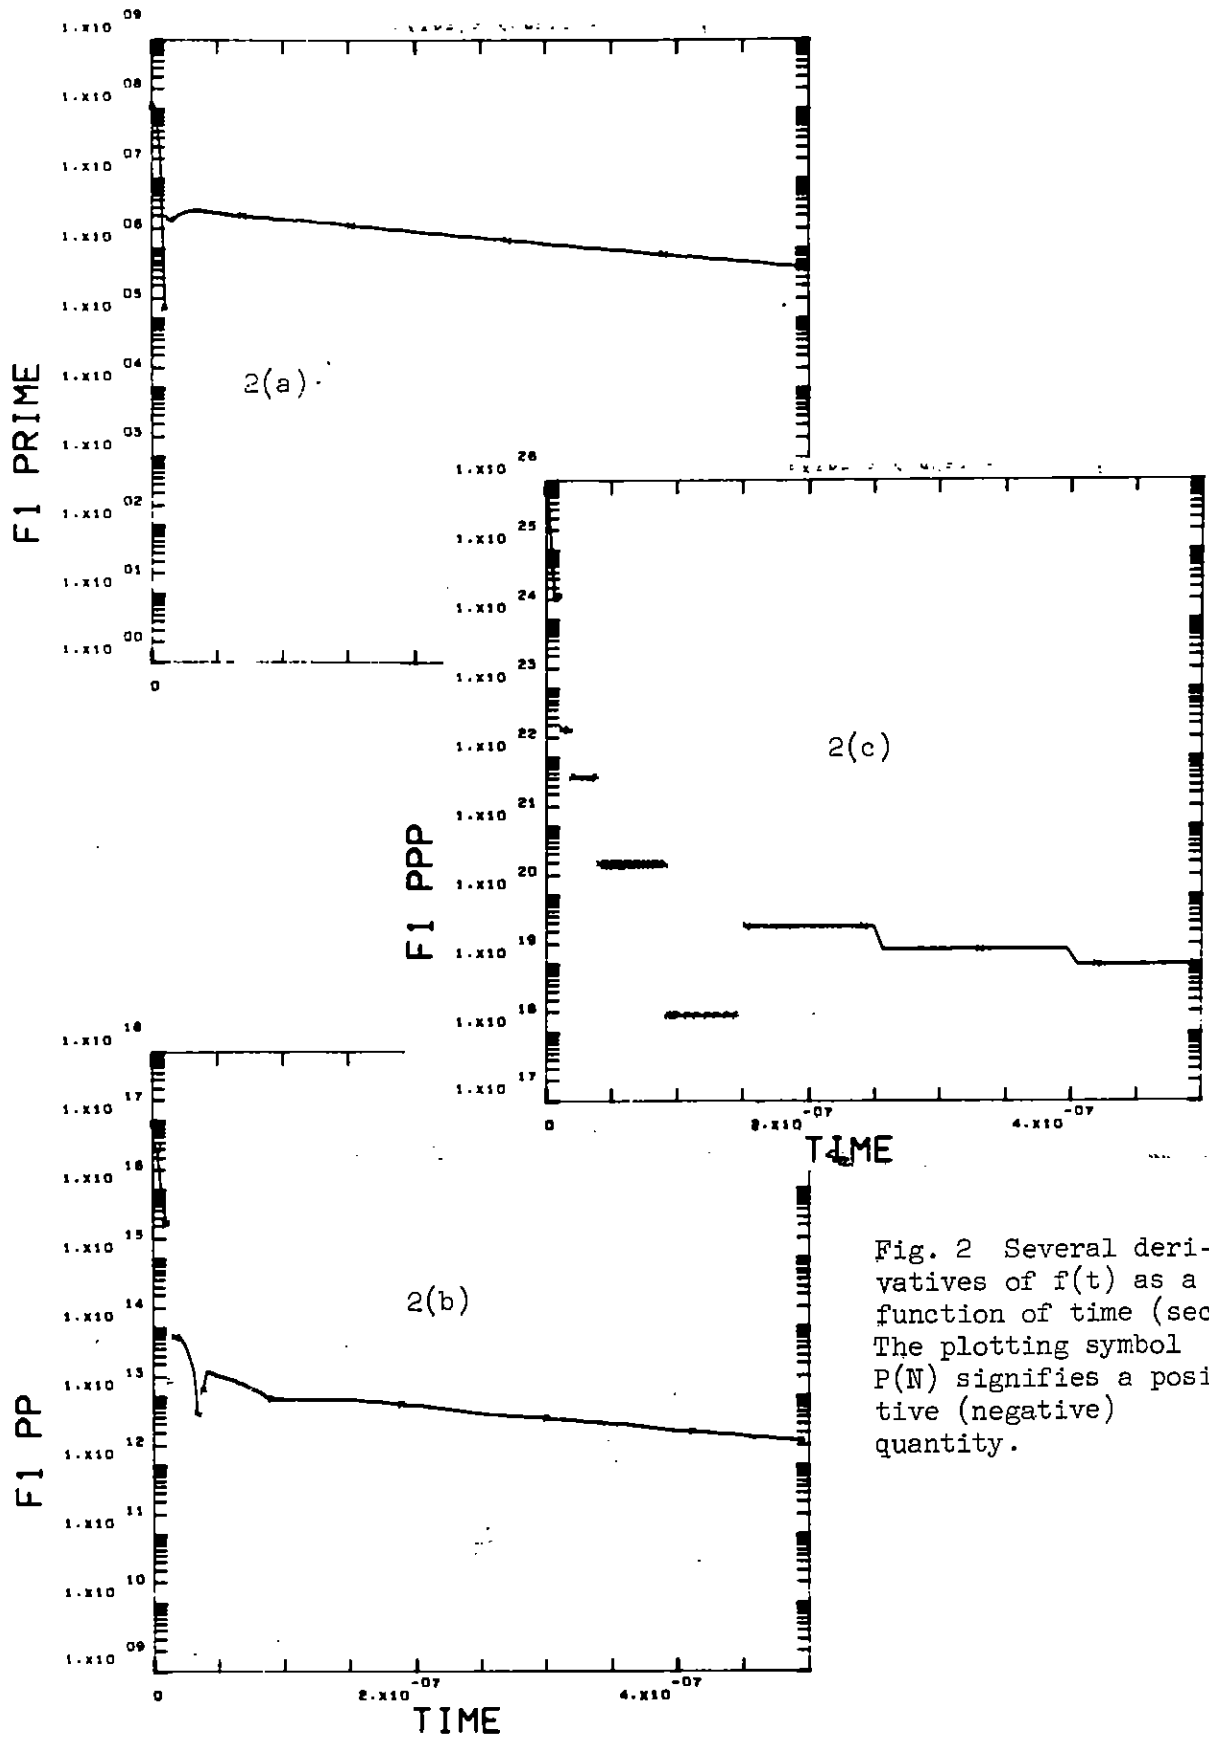 1.X10 09
1.X10 08
1.X10 07
1.X10 06
1.X10 05
1.X10 04
1.X10 03
1.X10 02
1.X10 01
1.X10 00
F1 PRIME
2(a)
0
1.X10 26
1.X10 25
1.X10 24
1.X10 23
1.X10 22
1.X10 21
1.X10 20
1.X10 19
1.X10 18
1.X10 17
F1 PPP
2(c)
0
2.X10-07
4.X10-07
TIME
1.X10 18
1.X10 17
1.X10 16
1.X10 15
1.X10 14
1.X10 13
1.X10 12
1.X10 11
1.X10 10
1.X10 09
F1 PP
2(b)
0
2.X10-07
4.X10-07
TIME
Fig. 2 Several deri-
vatives of f(t) as a
function of time (sec
The plotting symbol
P(N) signifies a posi
tive (negative)
quantity.